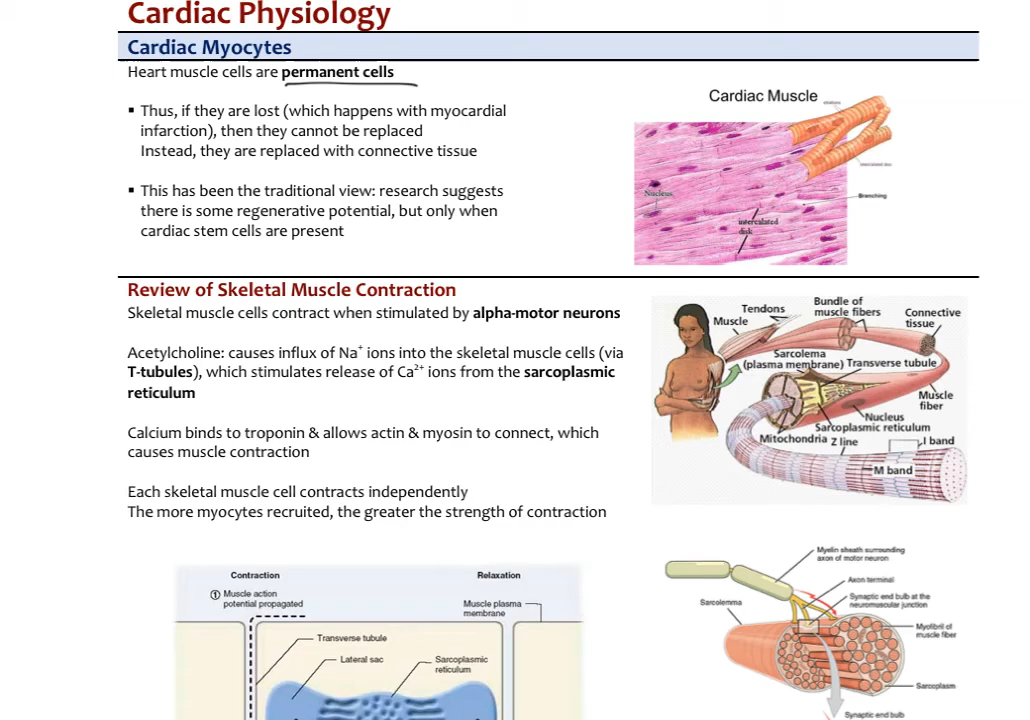 Cardiac Physiology
Cardiac Myocytes
Heart muscle cells are permanent cells
▪ Thus, if they are lost (which happens with myocardial
infarction), then they cannot be replaced
Instead, they are replaced with connective tissue
▪ This has been the traditional view: research suggests
there is some regenerative potential, but only when
cardiac stem cells are present
Cardiac Muscle
Nucleus
Branching
intercalated
disk
Review of Skeletal Muscle Contraction
Skeletal muscle cells contract when stimulated by alpha-motor neurons
Acetylcholine: causes influx of Na⁺ ions into the skeletal muscle cells (via
T-tubules), which stimulates release of Ca²⁺ ions from the sarcoplasmic
reticulum
Calcium binds to troponin & allows actin & myosin to connect, which
causes muscle contraction
Each skeletal muscle cell contracts independently
The more myocytes recruited, the greater the strength of contraction
Tendons
Bundle of
muscle fibers
Connective
tissue
Muscle
Sarcolema
(plasma membrane)
Transverse tubule
Muscle
fiber
Nucleus
Sarcoplasmic reticulum
Mitochondria
Z line
I band
M band
Contraction
Relaxation
① Muscle action
potential propagated
Muscle plasma
membrane
Transverse tubule
Lateral sac
Sarcoplasmic
reticulum
Myelin sheath surrounding
axon of motor neuron
Axon terminal
Synaptic end bulb at the
neuromuscular junction
Sarcolemma
Myofibril of
muscle fiber
Sarcoplasm
Synaptic end bulb